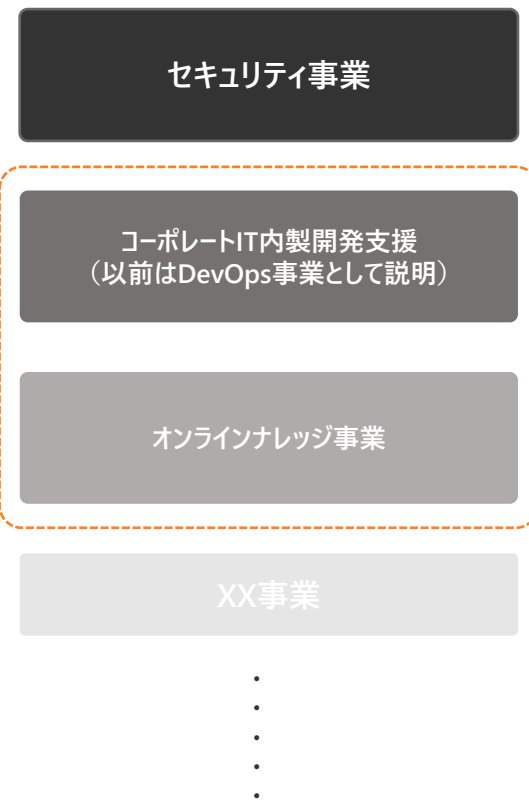 セキュリティ事業
コーポレートIT内製開発支援
（以前はDevOps事業として説明）
オンラインナレッジ事業
XX事業
・
・
・
・
・